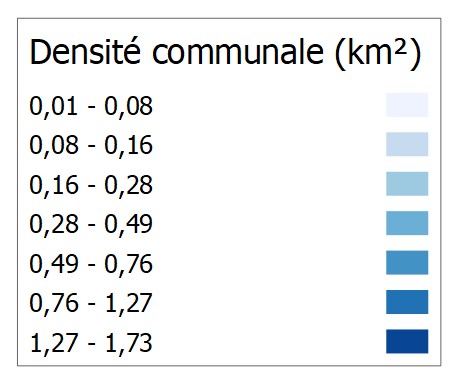 Densité communale (km²)
0,01 - 0,08
0,08 - 0,16
0,16 - 0,28
0,28 - 0,49
0,49 - 0,76
0,76 - 1,27
1,27 - 1,73